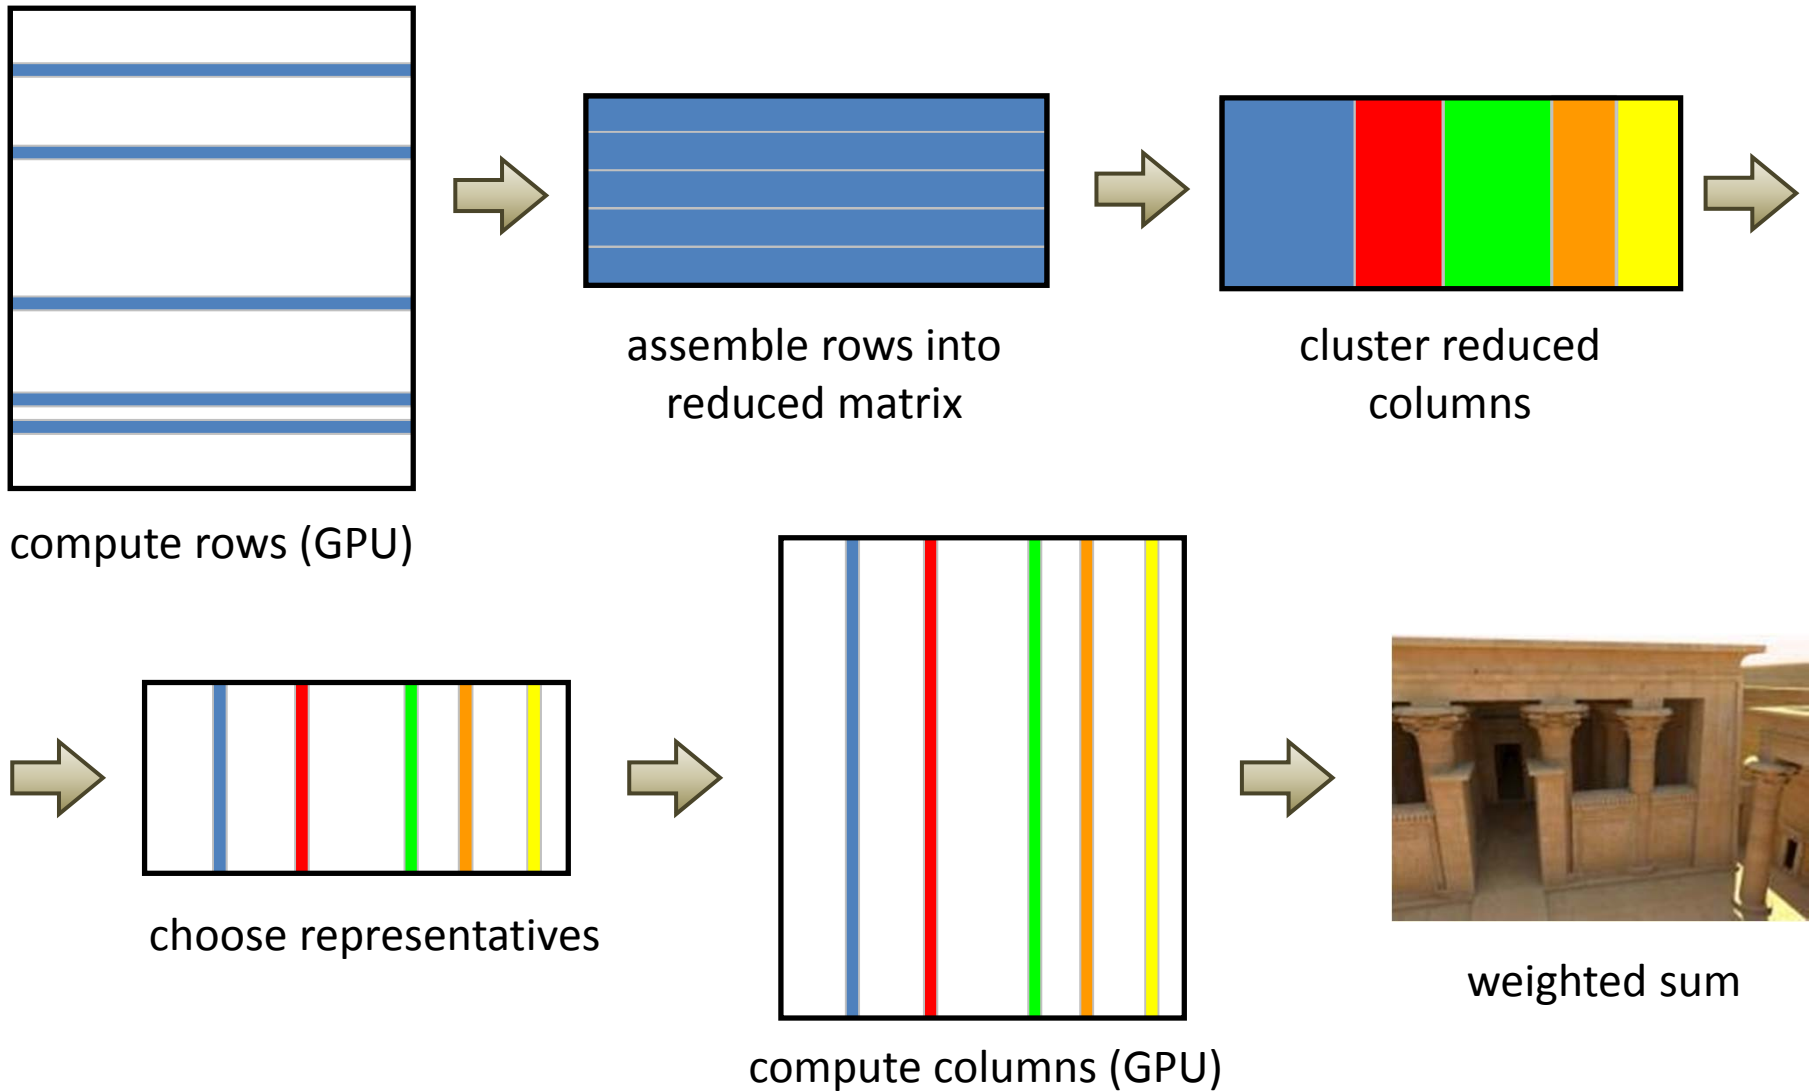 compute rows (GPU)
assemble rows into
reduced matrix
cluster reduced
columns
choose representatives
compute columns (GPU)
weighted sum